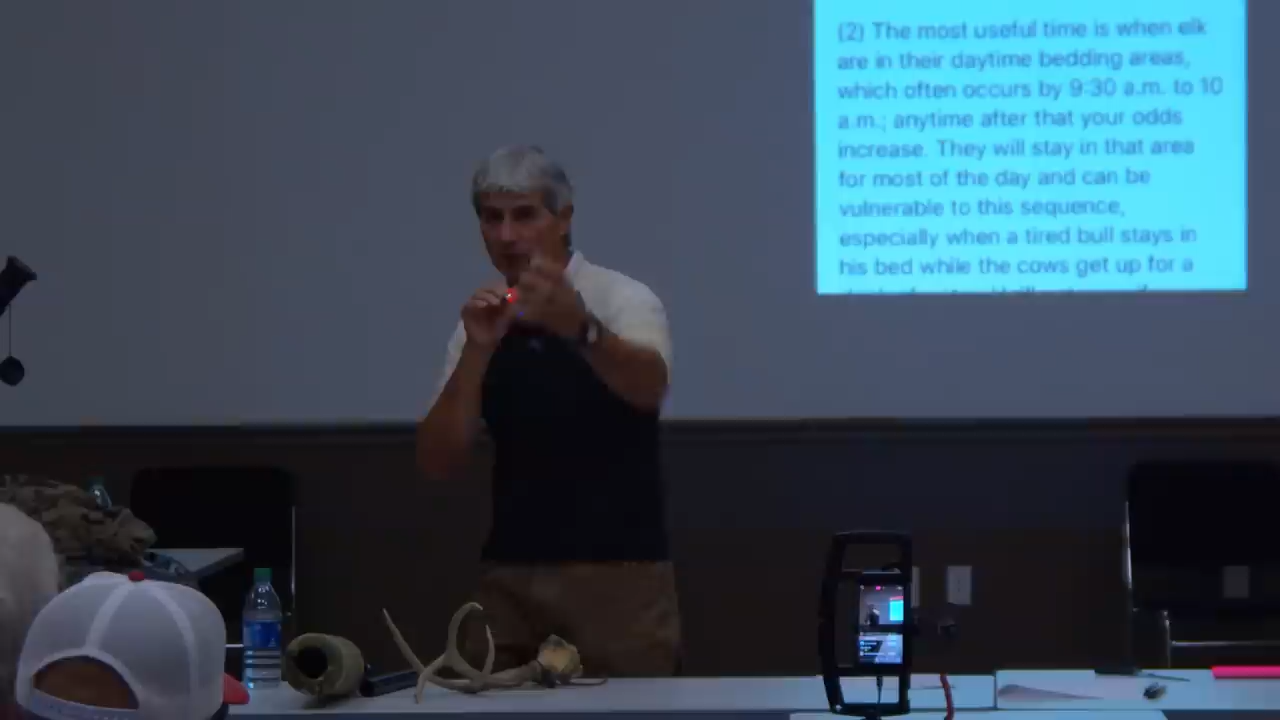 (2) The most useful time is when elk
are in their daytime bedding areas,
which often occurs by 9:30 a.m. to 10
a.m.; anytime after that your odds
increase. They will stay in that area
for most of the day and can be
vulnerable to this sequence,
especially when a tired bull stays in
his bed while the cows get up for a